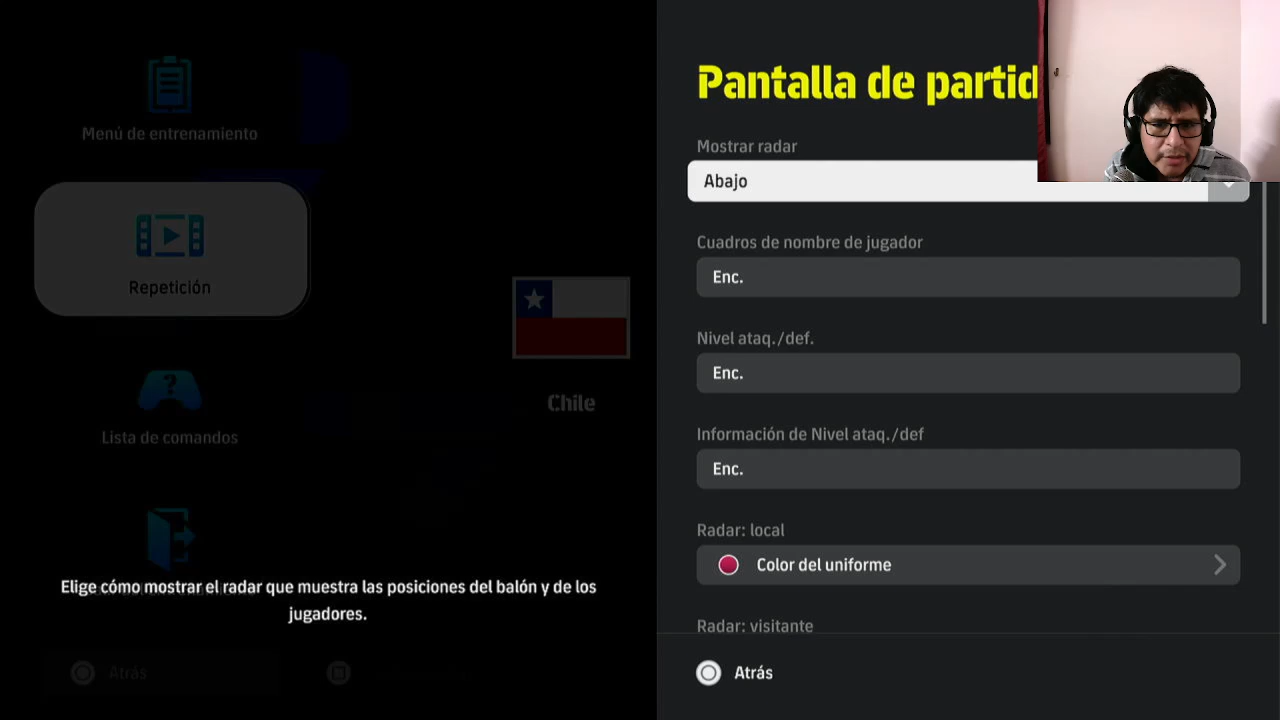 Menú de entrenamiento
Repetición
Lista de comandos
Chile
Elige cómo mostrar el radar que muestra las posiciones del balón y de los
jugadores.
Atrás
Pantalla de partid
Mostrar radar
Abajo
Cuadros de nombre de jugador
Enc.
Nivel ataq./def.
Enc.
Información de Nivel ataq./def
Enc.
Radar: local
Color del uniforme
Radar: visitante
Atrás